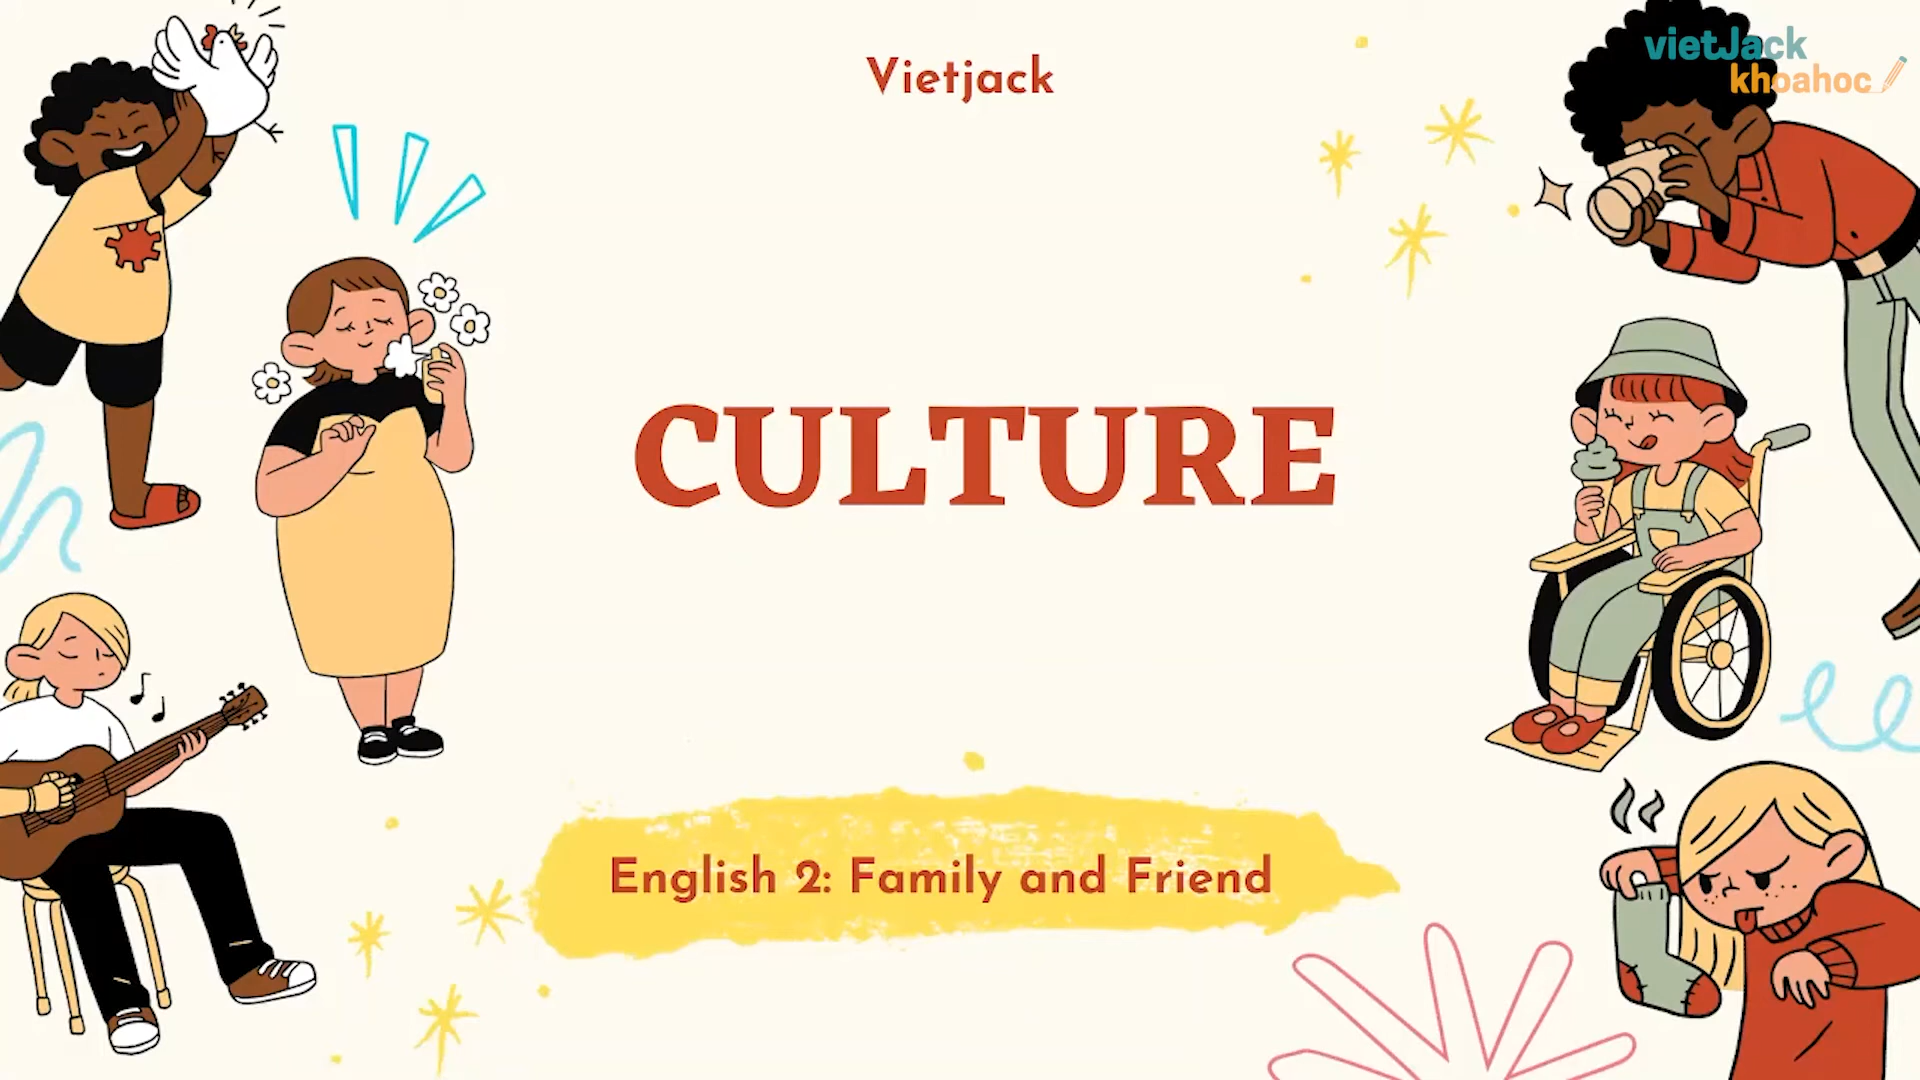 Vietjack
vietJack
khoahoc
CULTURE
English 2: Family and Friend